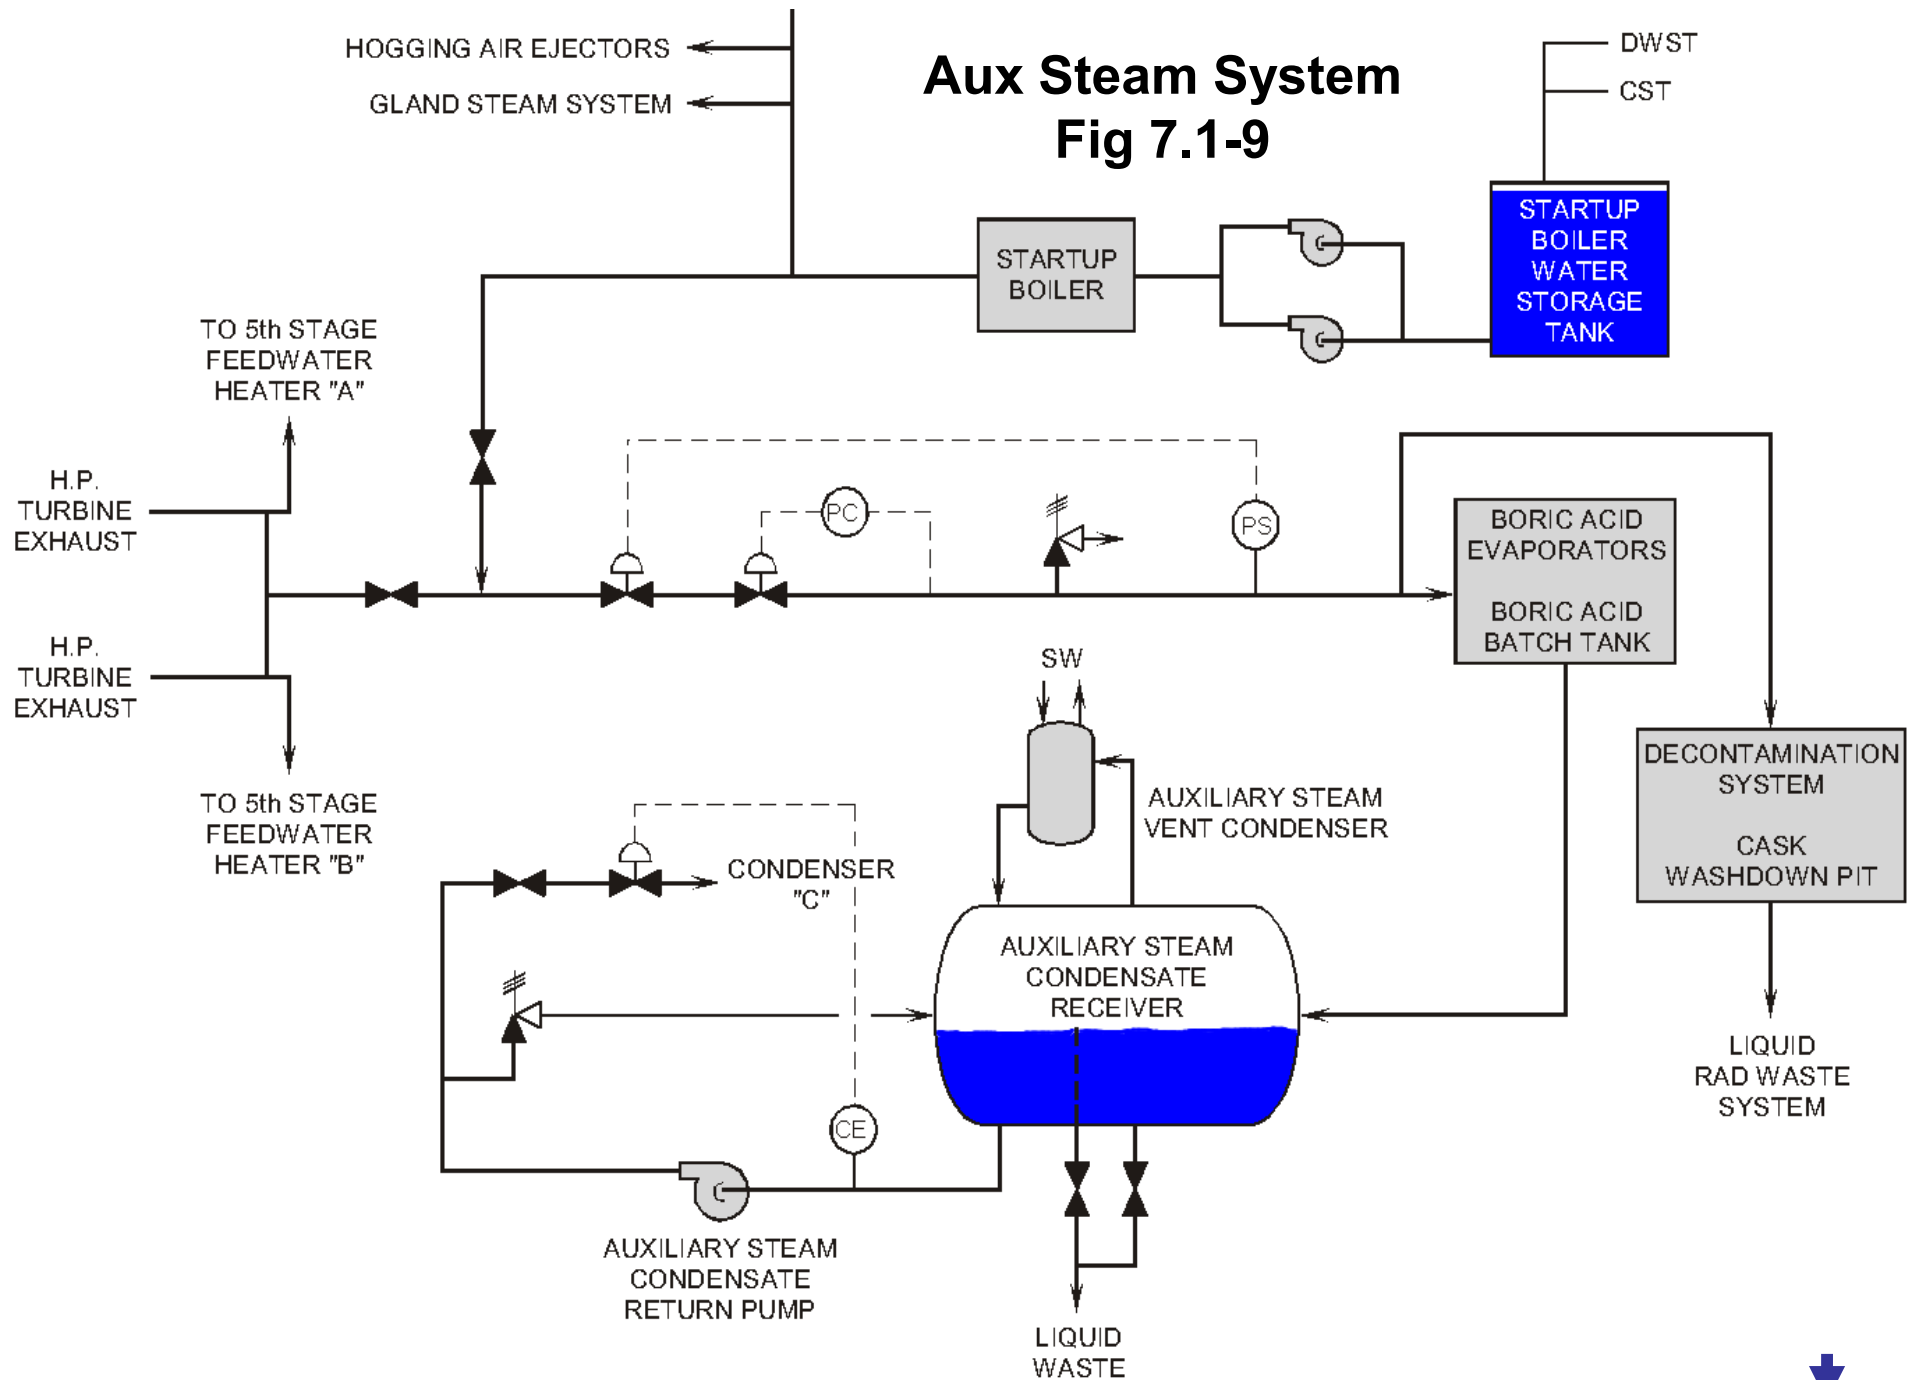 Aux Steam System
Fig 7.1-9
HOGGING AIR EJECTORS
GLAND STEAM SYSTEM
DWST
CST
STARTUP
BOILER
WATER
STORAGE
TANK
STARTUP
BOILER
TO 5th STAGE
FEEDWATER
HEATER "A"
H.P.
TURBINE
EXHAUST
PC
PS
BORIC ACID
EVAPORATORS
BORIC ACID
BATCH TANK
H.P.
TURBINE
EXHAUST
SW
TO 5th STAGE
FEEDWATER
HEATER "B"
AUXILIARY STEAM
VENT CONDENSER
DECONTAMINATION
SYSTEM
CASK
WASHDOWN PIT
CONDENSER
"C"
AUXILIARY STEAM
CONDENSATE
RECEIVER
LIQUID
RAD WASTE
SYSTEM
CE
AUXILIARY STEAM
CONDENSATE
RETURN PUMP
LIQUID
WASTE